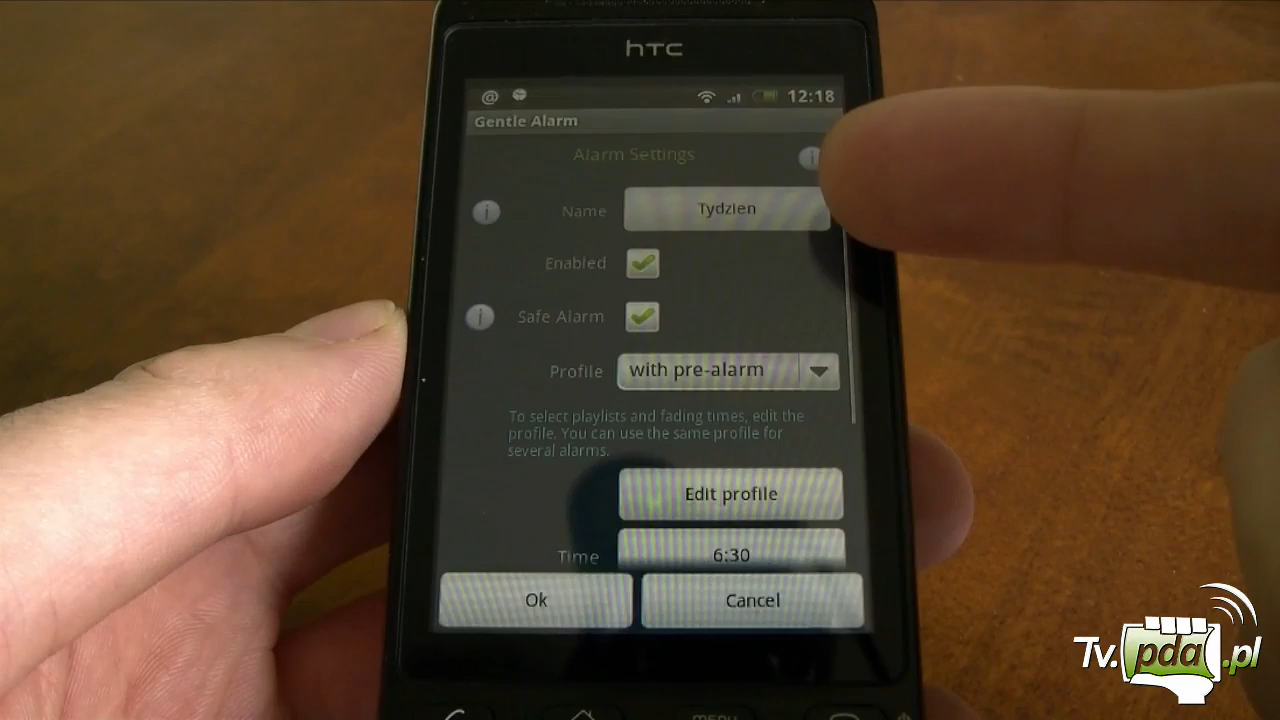 hTC
@ 12:18
Gentle Alarm
Alarm Settings
i
i Name Tydzien
Enabled
i Safe Alarm
Profile with pre-alarm
To select playlists and fading times, edit the
profile. You can use the same profile for
several alarms.
Edit profile
Time 6:30
Ok Cancel
menu
Tv.pda.pl